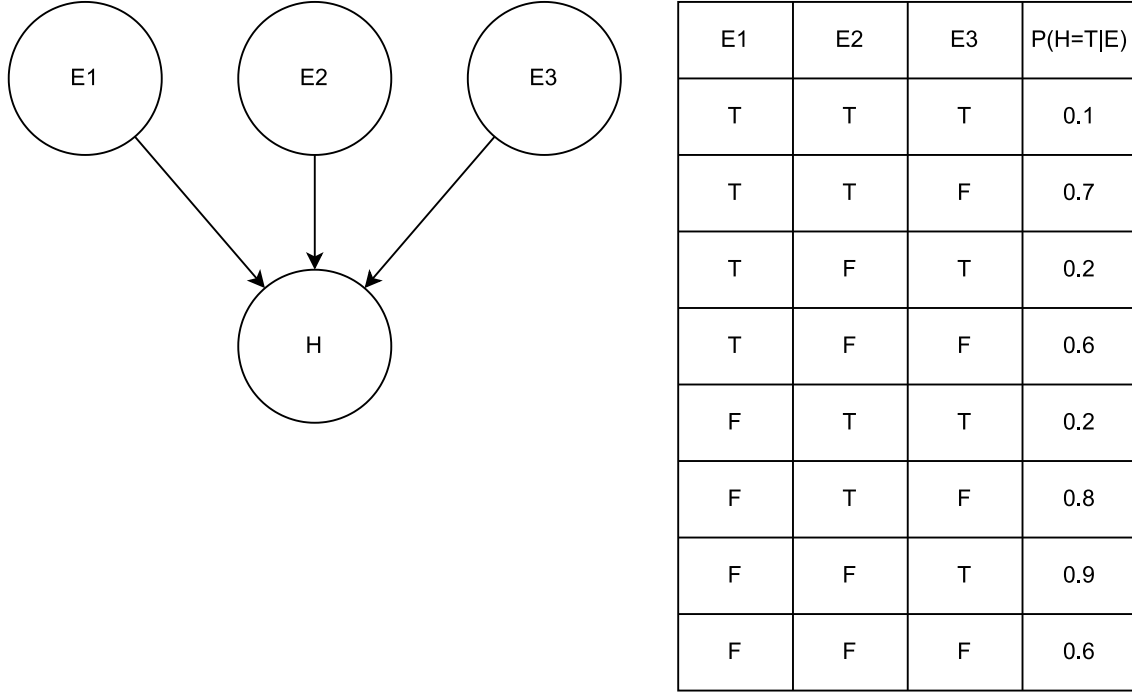 E1 E2 E3
H
E1 E2 E3 P(H=T|E)
T T T 0.1
T T F 0.7
T F T 0.2
T F F 0.6
F T T 0.2
F T F 0.8
F F T 0.9
F F F 0.6